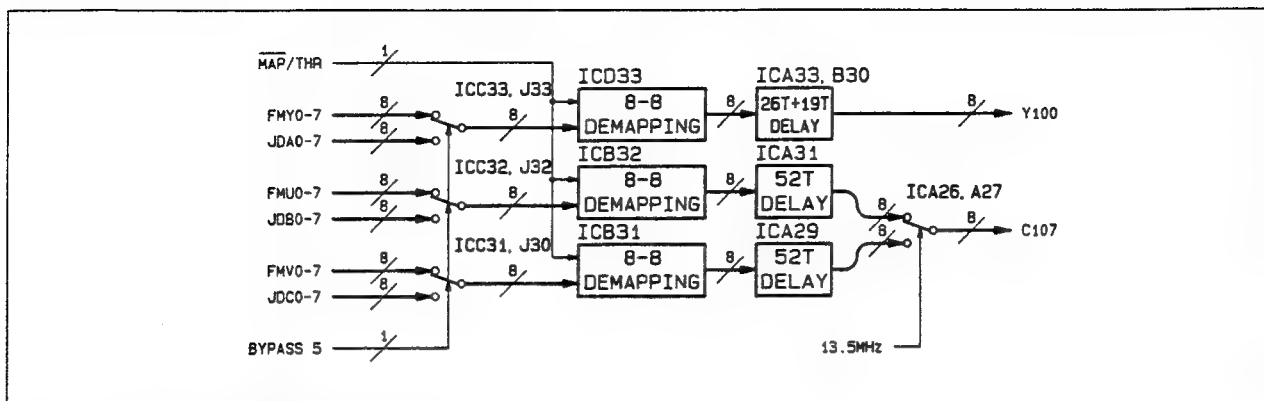 MAP/THR
1
ICC33, J33
ICD33
8-8
DEMAPPING
ICA33, B30
26T+19T
DELAY
FMY0-7
8
JDA0-7
8
8
8
8
Y100
ICC32, J32
ICB32
8-8
DEMAPPING
ICA31
52T
DELAY
FMU0-7
8
JDB0-7
8
8
8
8
ICA26, A27
8
C107
ICC31, J30
ICB31
8-8
DEMAPPING
ICA29
52T
DELAY
FMV0-7
8
JDC0-7
8
8
8
8
BYPASS 5
1
13.5MHz